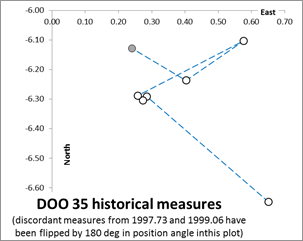 -6.00
East
0.00 0.10 0.20 0.30 0.40 0.50 0.60 0.70
-6.10
-6.20
-6.30
-6.40
-6.50
-6.60
North
DOO 35 historical measures
(discordant measures from 1997.73 and 1999.06 have
been flipped by 180 deg in position angle inthis plot)